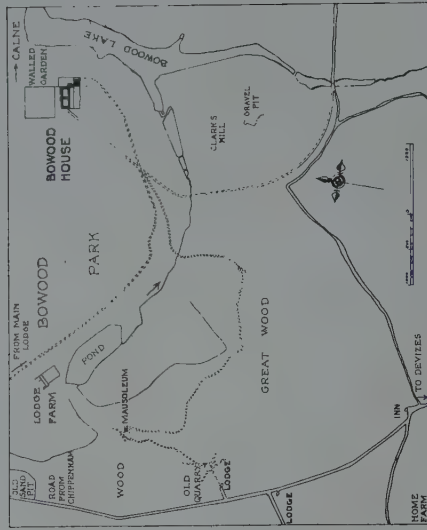 → CALNE
WALLED
GARDEN
BOWOOD LAKE
BOWOOD
HOUSE
CLARK'S
MILL
GRAVEL
PIT
BOWOOD
PARK
FROM MAIN
LODGE
LODGE
FARM
POND
MAUSOLEUM
GREAT WOOD
OLD
SAND
PIT
ROAD
FROM
CHIPPENHAM
WOOD
OLD
QUARRY
LODGE
LODGE
INN
TO DEVIZES
HOME
FARM